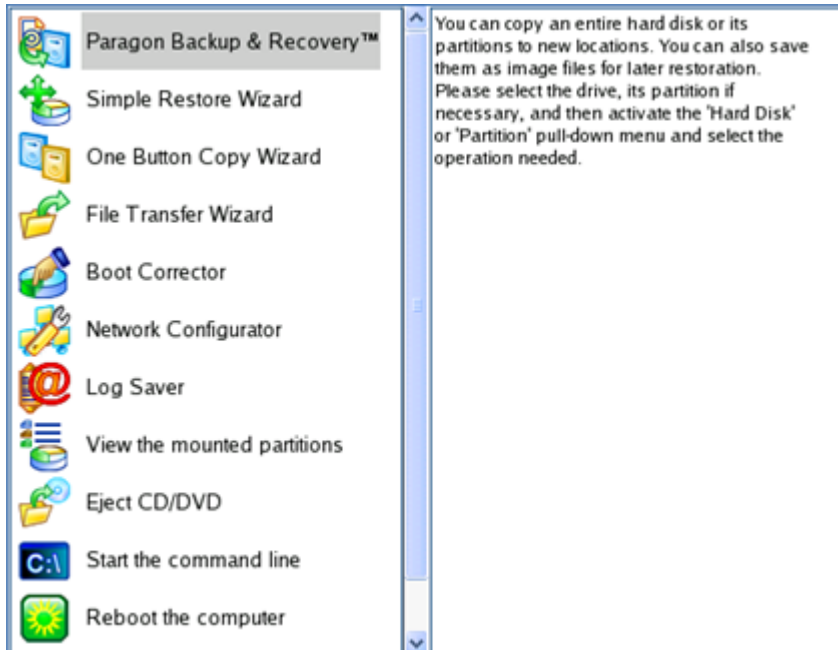 Paragon Backup & Recovery™
Simple Restore Wizard
One Button Copy Wizard
File Transfer Wizard
Boot Corrector
Network Configurator
@
Log Saver
View the mounted partitions
Eject CD/DVD
C:\
Start the command line
Reboot the computer
You can copy an entire hard disk or its
partitions to new locations. You can also save
them as image files for later restoration.
Please select the drive, its partition if
necessary, and then activate the 'Hard Disk'
or 'Partition' pull-down menu and select the
operation needed.